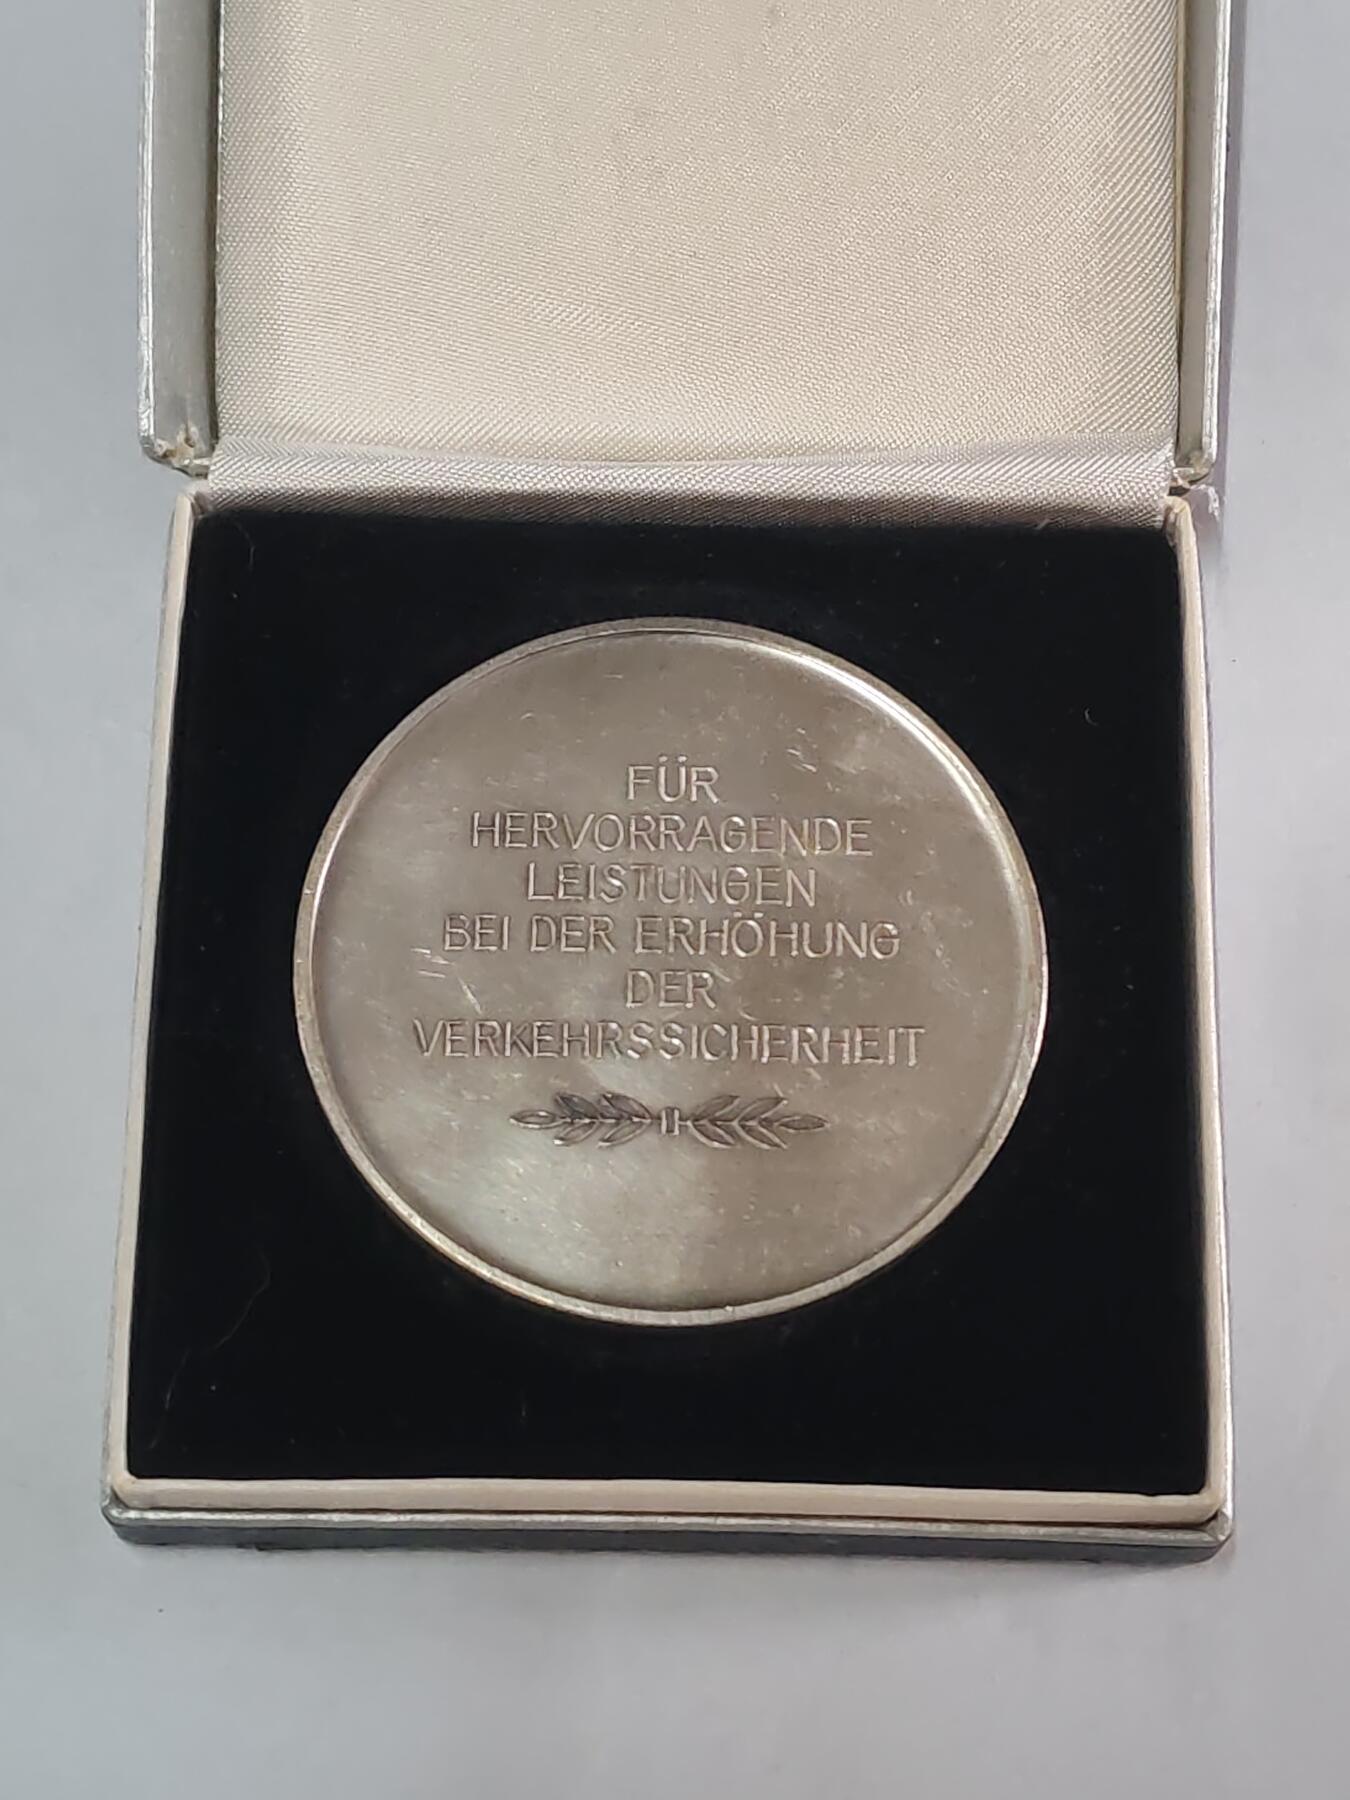 FÜR
HERVORRAGENDE
LEISTUNGEN
BEI DER ERHÖHUNG
DER
VERKEHRSSICHERHEIT